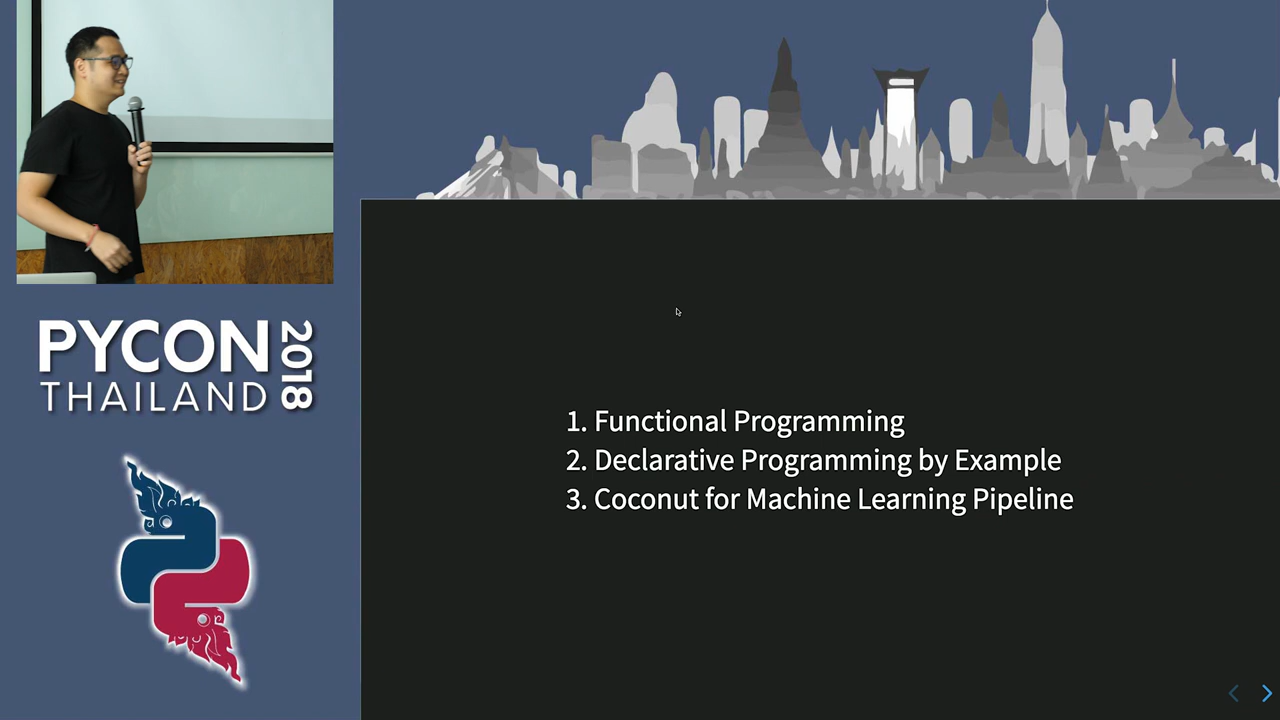 PYCON
THAILAND
2018
1. Functional Programming
2. Declarative Programming by Example
3. Coconut for Machine Learning Pipeline